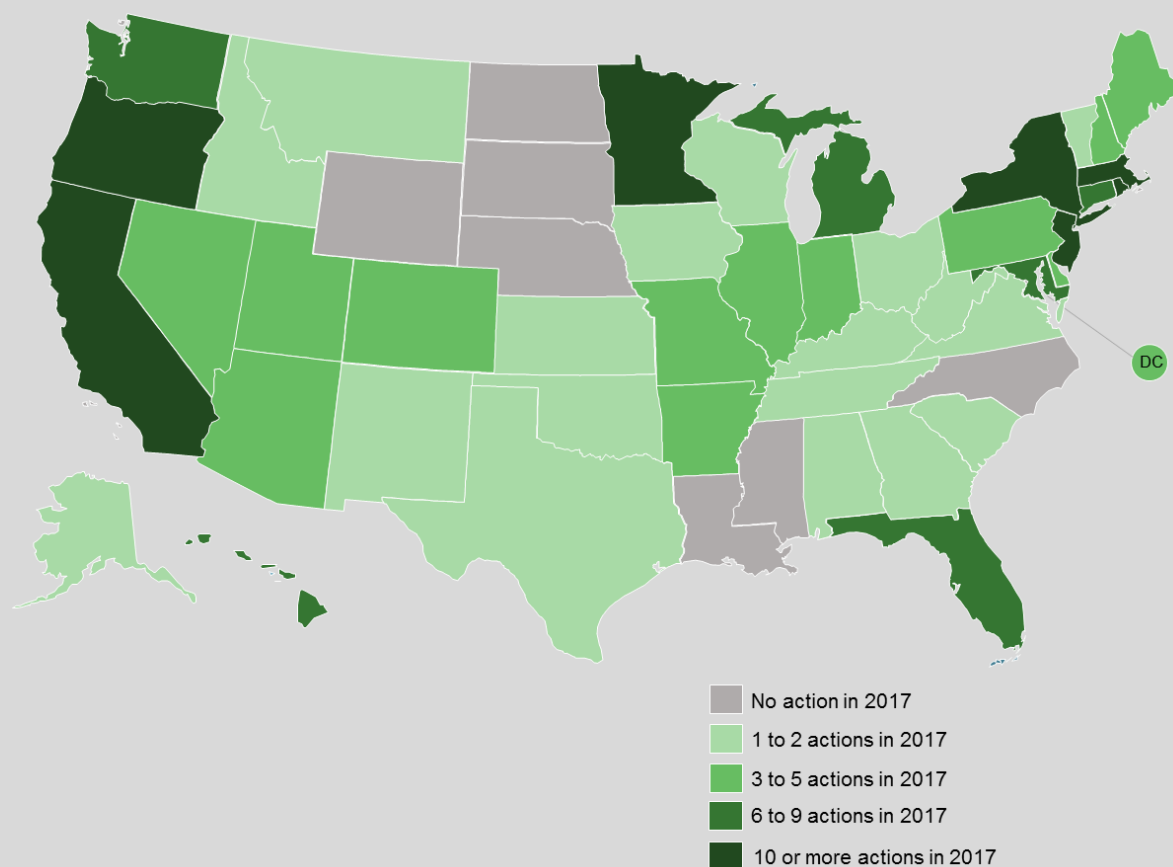 DC
No action in 2017
1 to 2 actions in 2017
3 to 5 actions in 2017
6 to 9 actions in 2017
10 or more actions in 2017